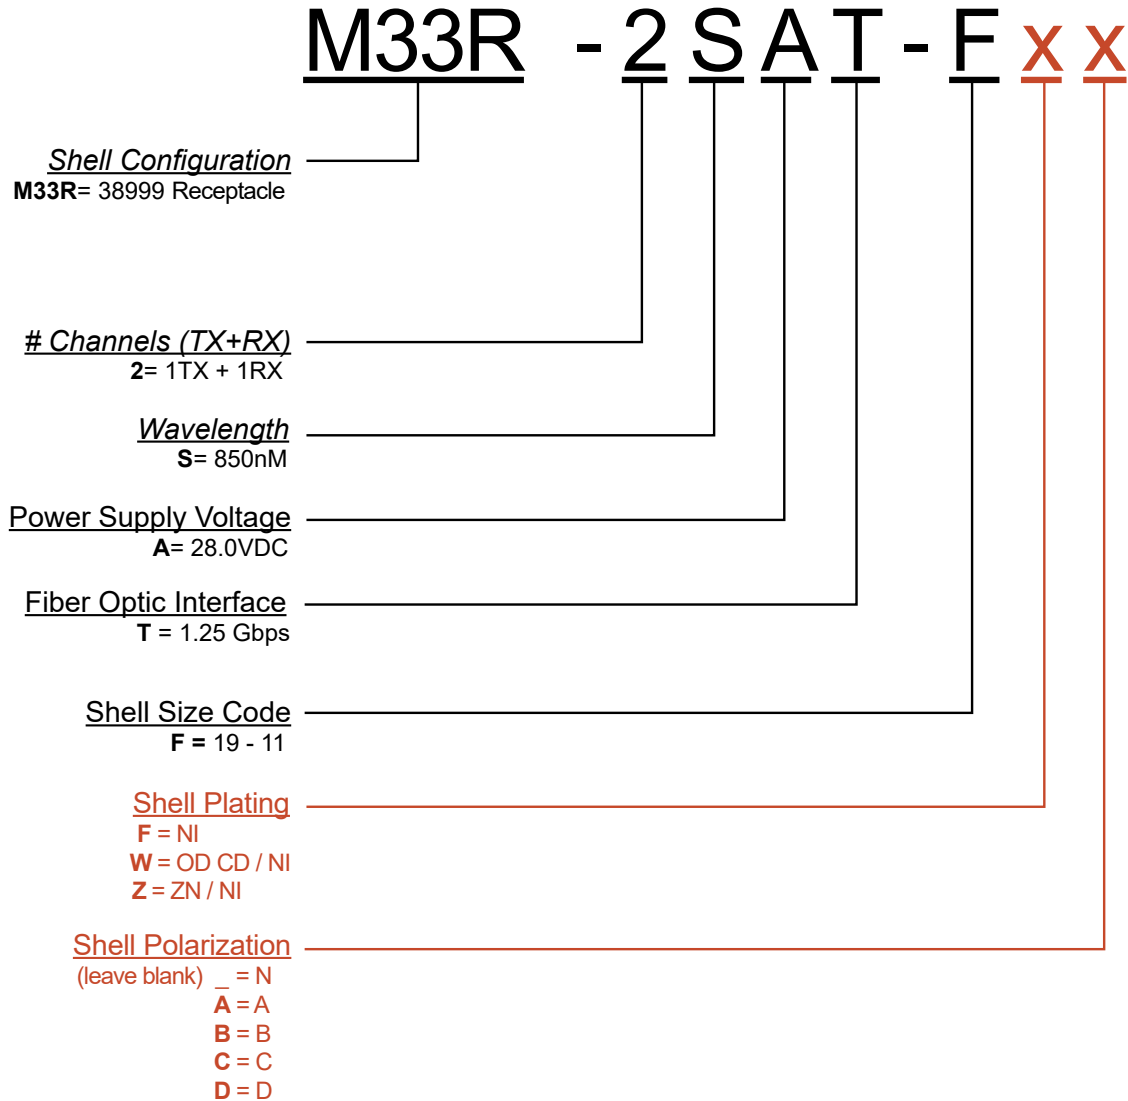 M33R - 2 S A T - F x x
Shell Configuration
M33R= 38999 Receptacle
# Channels (TX+RX)
2= 1TX + 1RX
Wavelength
S= 850nM
Power Supply Voltage
A= 28.0VDC
Fiber Optic Interface
T = 1.25 Gbps
Shell Size Code
F = 19 - 11
Shell Plating
F = NI
W = OD CD / NI
Z = ZN / NI
Shell Polarization
(leave blank) _ = N
A = A
B = B
C = C
D = D